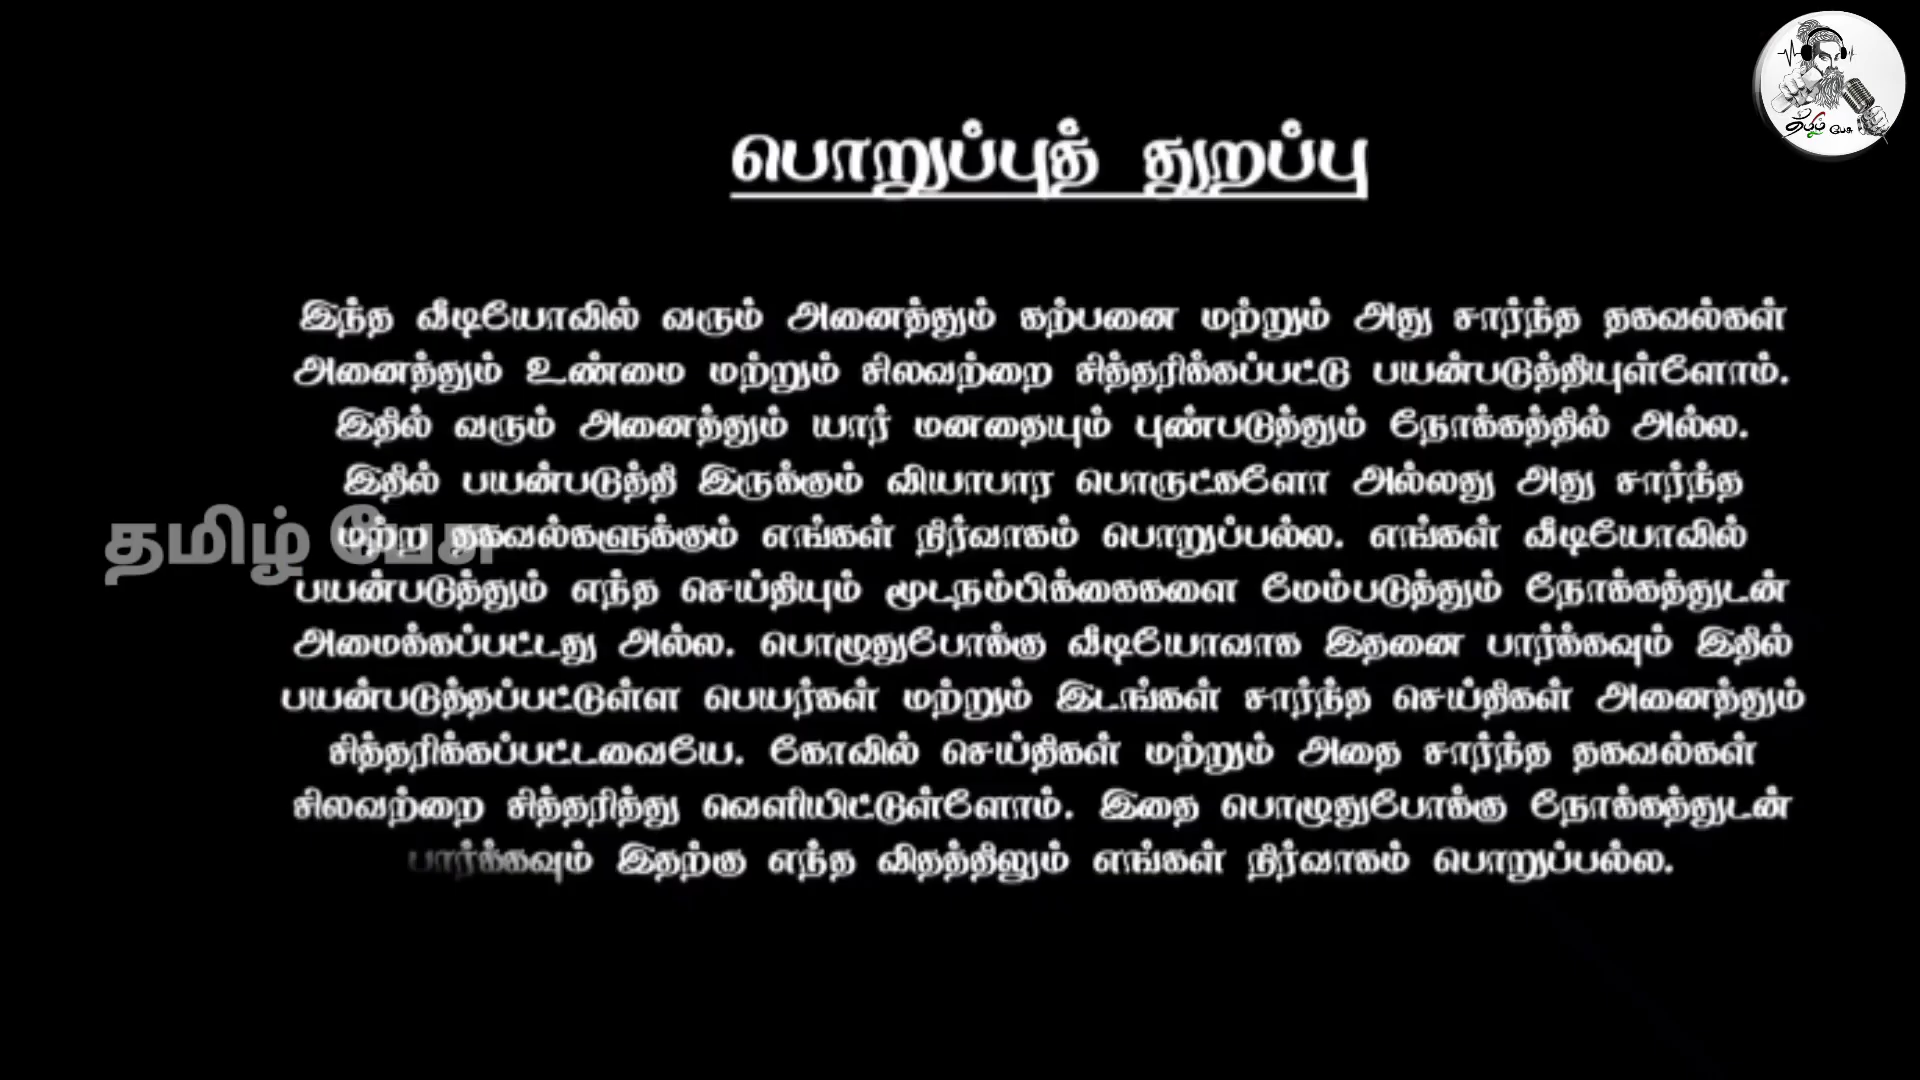 தமிழ் பேசு
பொறுப்புத் துறப்பு
இந்த வீடியோவில் வரும் அனைத்தும் கற்பனை மற்றும் அது சார்ந்த தகவல்கள்
அனைத்தும் உண்மை மற்றும் சிலவற்றை சித்தரிக்கப்பட்டு பயன்படுத்தியுள்ளோம்.
இதில் வரும் அனைத்தும் யார் மனதையும் புண்படுத்தும் நோக்கத்தில் அல்ல.
இதில் பயன்படுத்தி இருக்கும் வியாபார பொருட்களோ அல்லது அது சார்ந்த
மற்ற தகவல்களுக்கும் எங்கள் நிர்வாகம் பொறுப்பல்ல. எங்கள் வீடியோவில்
தமிழ் பேசு
பயன்படுத்தும் எந்த செய்தியும் மூடநம்பிக்கைகளை மேம்படுத்தும் நோக்கத்துடன்
அமைக்கப்பட்டது அல்ல. பொழுதுபோக்கு வீடியோவாக இதனை பார்க்கவும் இதில்
பயன்படுத்தப்பட்டுள்ள பெயர்கள் மற்றும் இடங்கள் சார்ந்த செய்திகள் அனைத்தும்
சித்தரிக்கப்பட்டவையே. கோவில் செய்திகள் மற்றும் அதை சார்ந்த தகவல்கள்
சிலவற்றை சித்தரித்து வெளியிட்டுள்ளோம். இதை பொழுதுபோக்கு நோக்கத்துடன்
பார்க்கவும் இதற்கு எந்த விதத்திலும் எங்கள் நிர்வாகம் பொறுப்பல்ல.